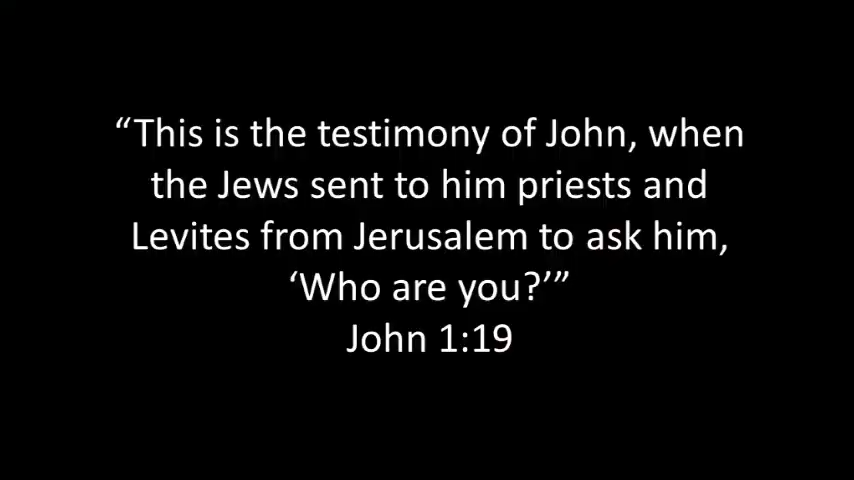 “This is the testimony of John, when
the Jews sent to him priests and
Levites from Jerusalem to ask him,
‘Who are you?’”
John 1:19